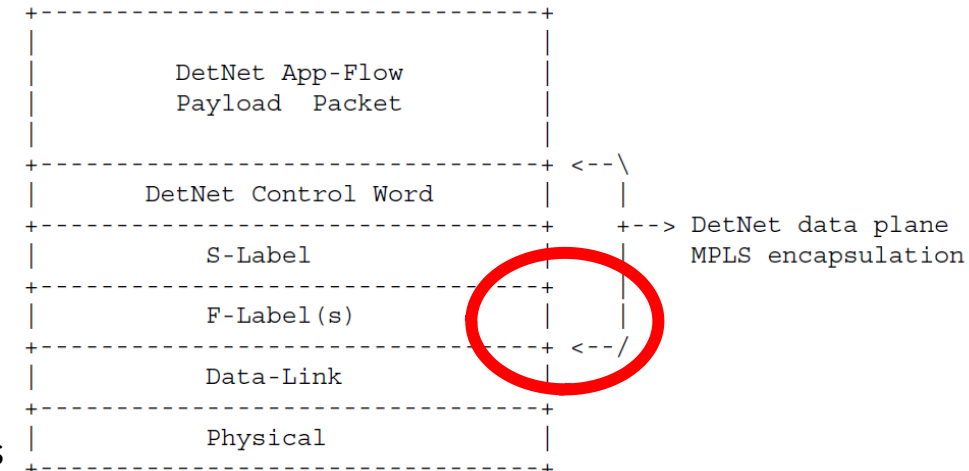 +---------------------------------+
|                                 |
|         DetNet App-Flow         |
|         Payload  Packet         |
|                                 |
+---------------------------------+ <--\
|       DetNet Control Word       |    |
+---------------------------------+    +--> DetNet data plane
|           S-Label               |    |    MPLS encapsulation
+---------------------------------+    |
|           F-Label(s)            |    |
+---------------------------------+ <--/
|           Data-Link             |
+---------------------------------+
s |           Physical              |
+---------------------------------+